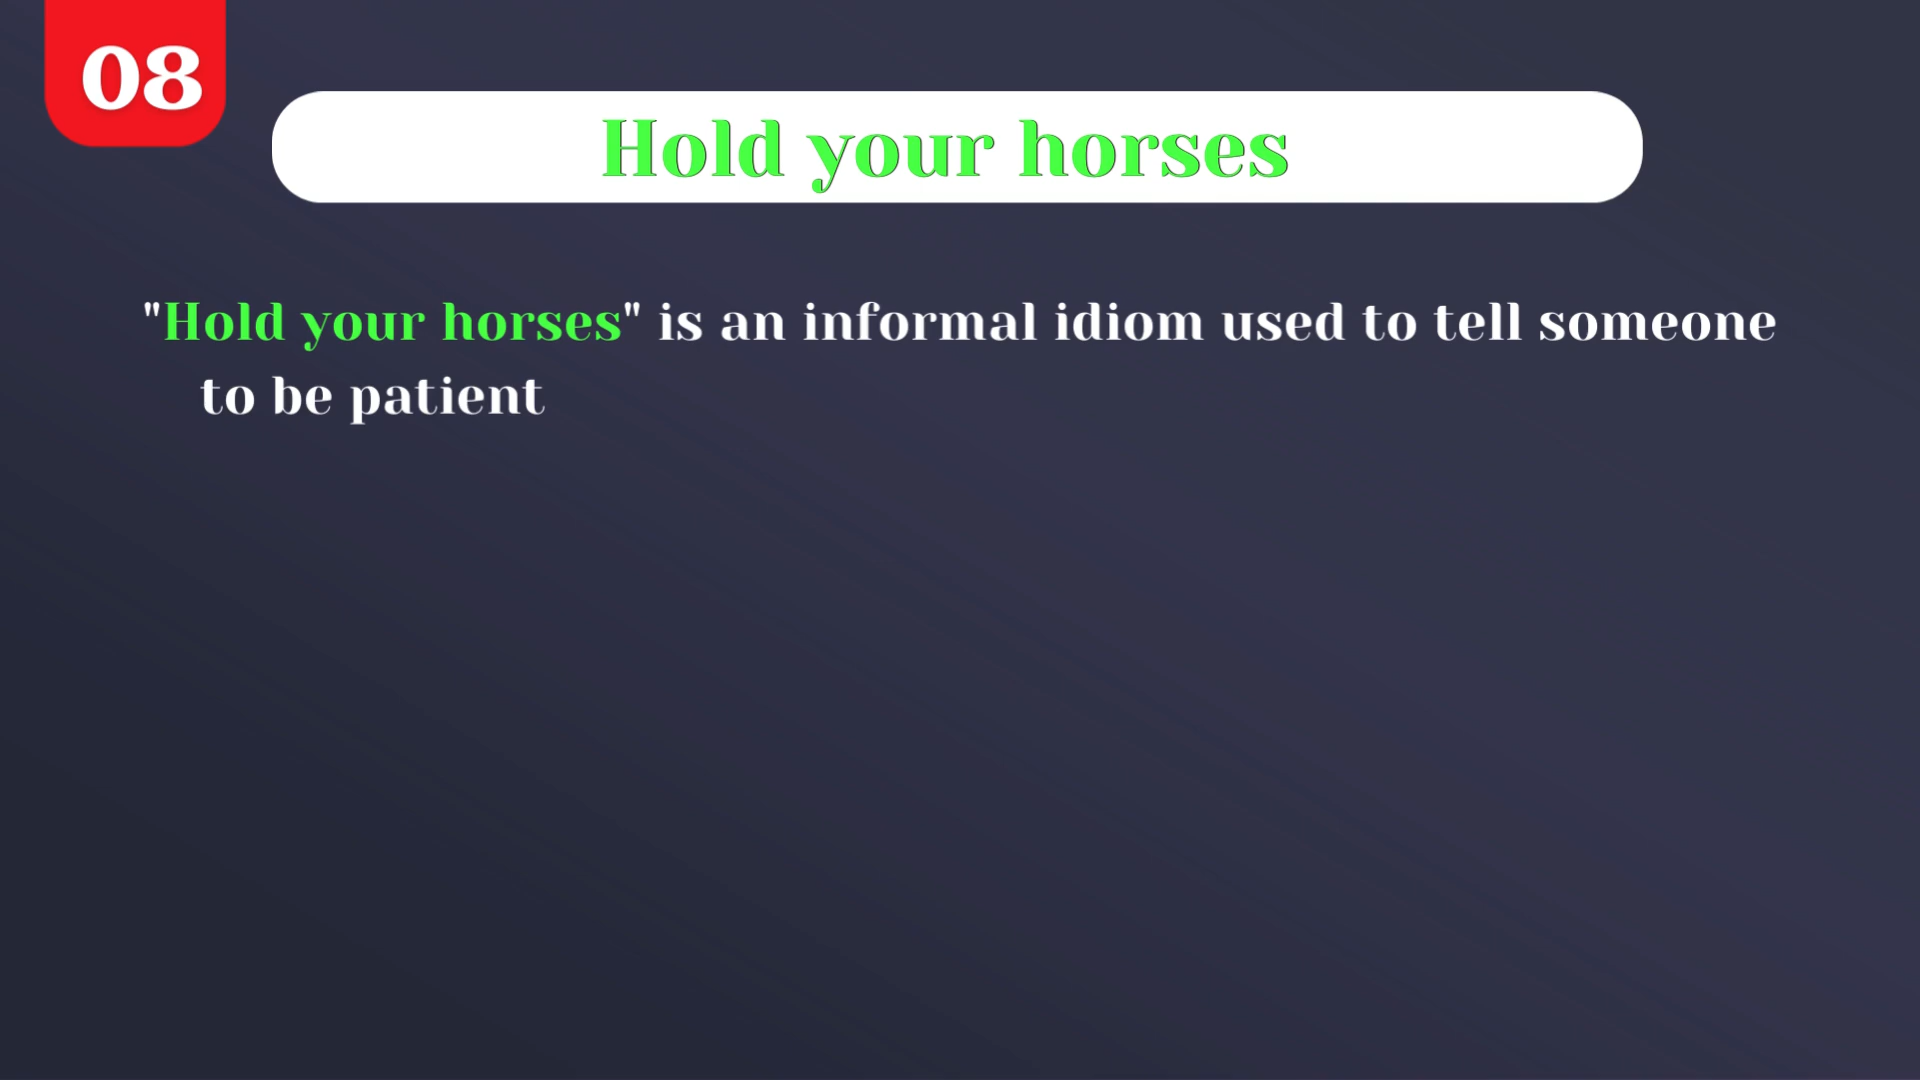 08
Hold your horses
"Hold your horses" is an informal idiom used to tell someone
to be patient